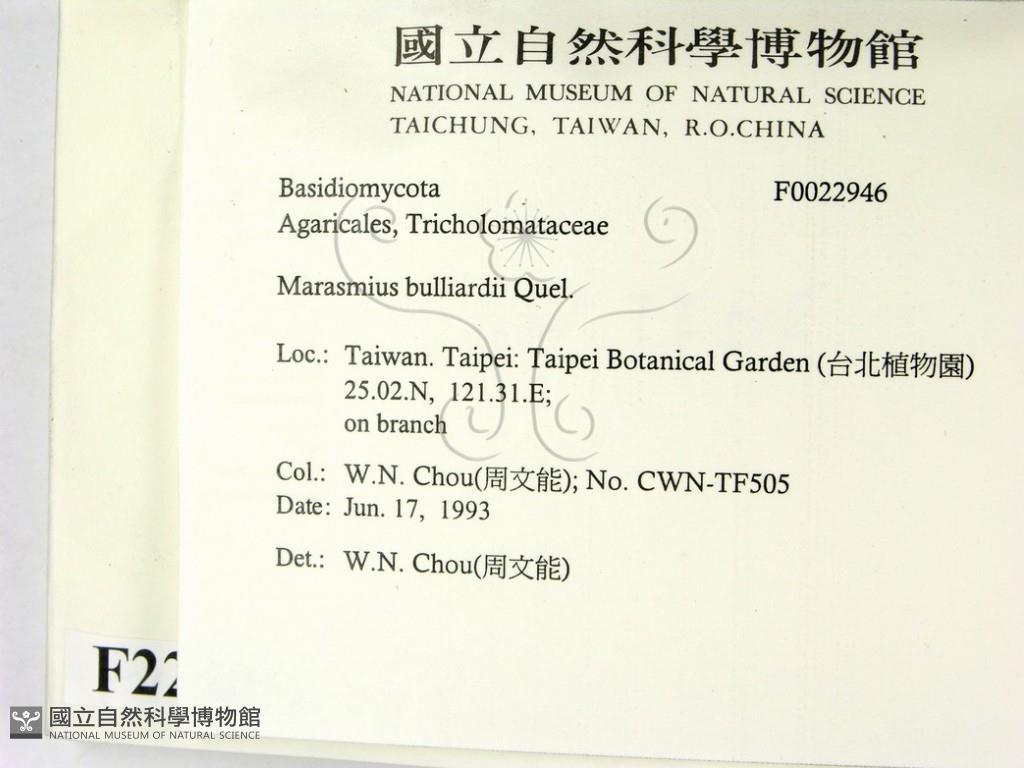 國立自然科學博物館
NATIONAL MUSEUM OF NATURAL SCIENCE
TAICHUNG, TAIWAN, R.O.CHINA
Basidiomycota F0022946
Agaricales, Tricholomataceae
Marasmius bulliardii Quel.
Loc.: Taiwan. Taipei: Taipei Botanical Garden (台北植物園)
25.02.N, 121.31.E;
on branch
Col.: W.N. Chou(周文能); No. CWN-TF505
Date: Jun. 17, 1993
Det.: W.N. Chou(周文能)
F22
國立自然科學博物館
NATIONAL MUSEUM OF NATURAL SCIENCE